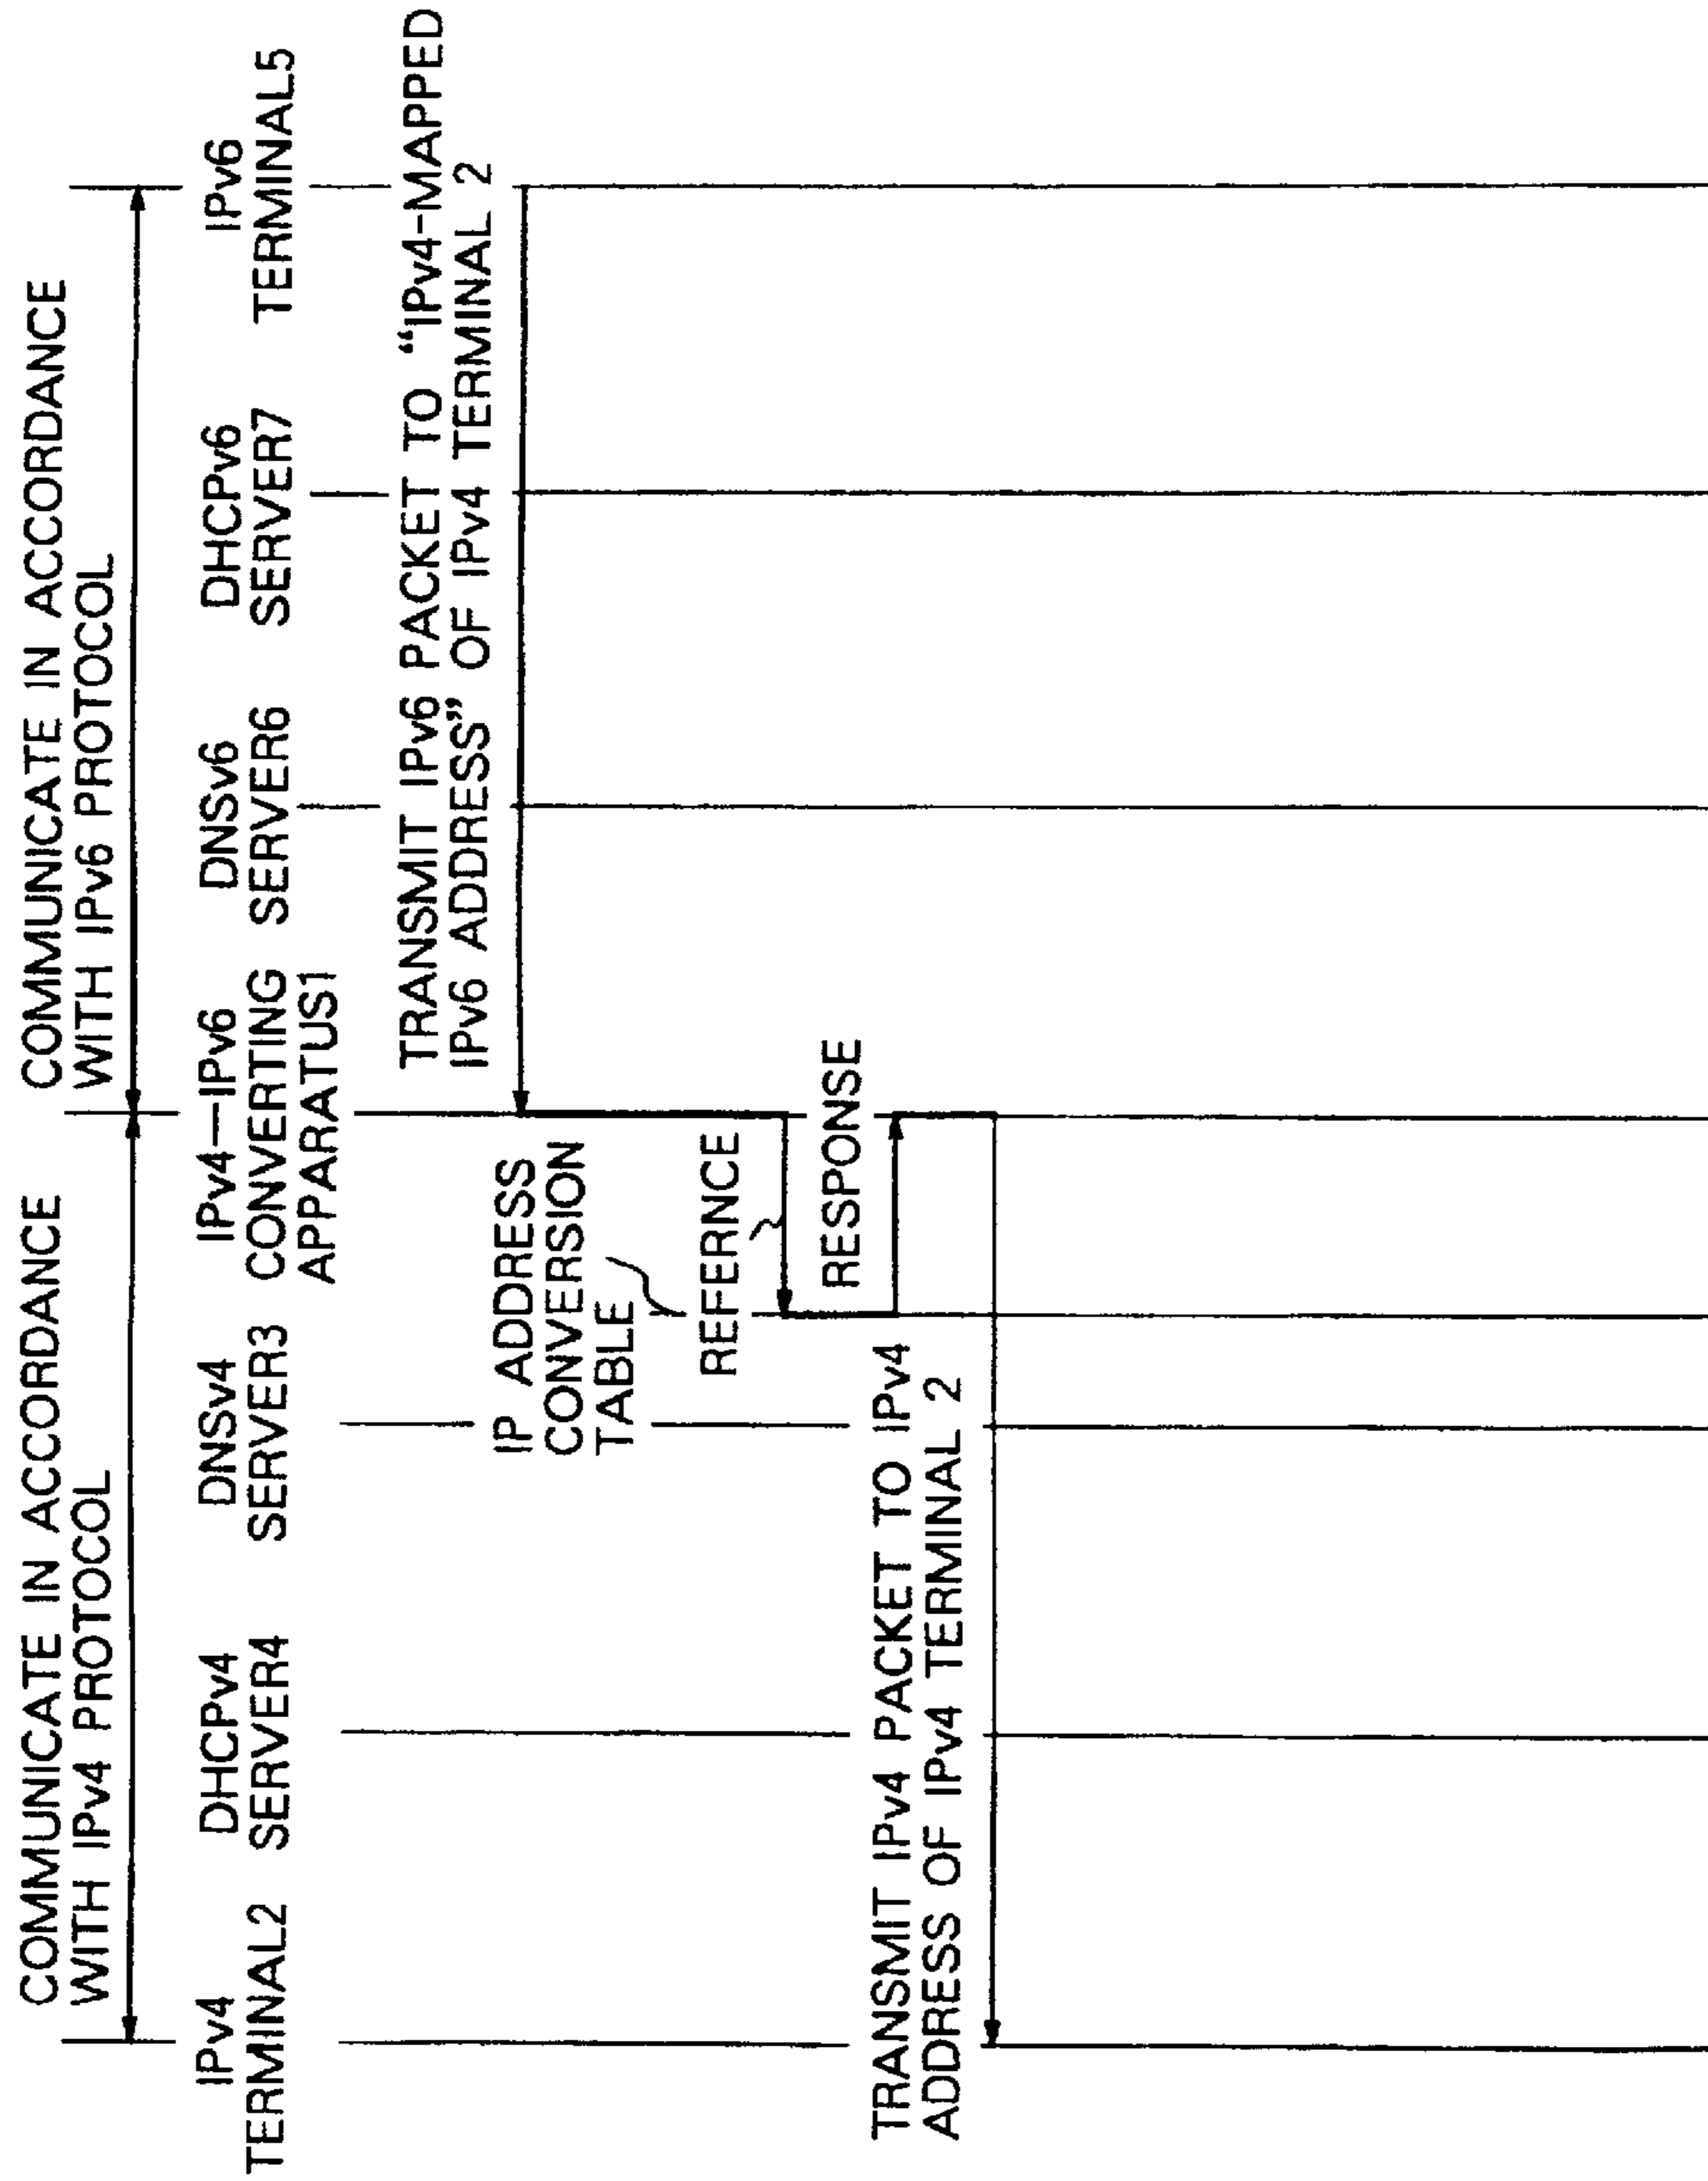 COMMUNICATE IN ACCORDANCE
WITH IPv4 PROTOCOL
COMMUNICATE IN ACCORDANCE
WITH IPv6 PROTOCOL
IPv4
TERMINAL2
DHCPv4
SERVER4
DNSv4
SERVER3
IPv4—IPv6
CONVERTING
APPARATUS1
DNSv6
SERVER6
DHCPv6
SERVER7
IPv6
TERMINAL5
TRANSMIT IPv6 PACKET TO “IPv4-MAPPED
IPv6 ADDRESS” OF IPv4 TERMINAL 2
IP ADDRESS
CONVERSION
TABLE
REFERNCE
RESPONSE
TRANSMIT IPv4 PACKET TO IPv4
ADDRESS OF IPv4 TERMINAL 2